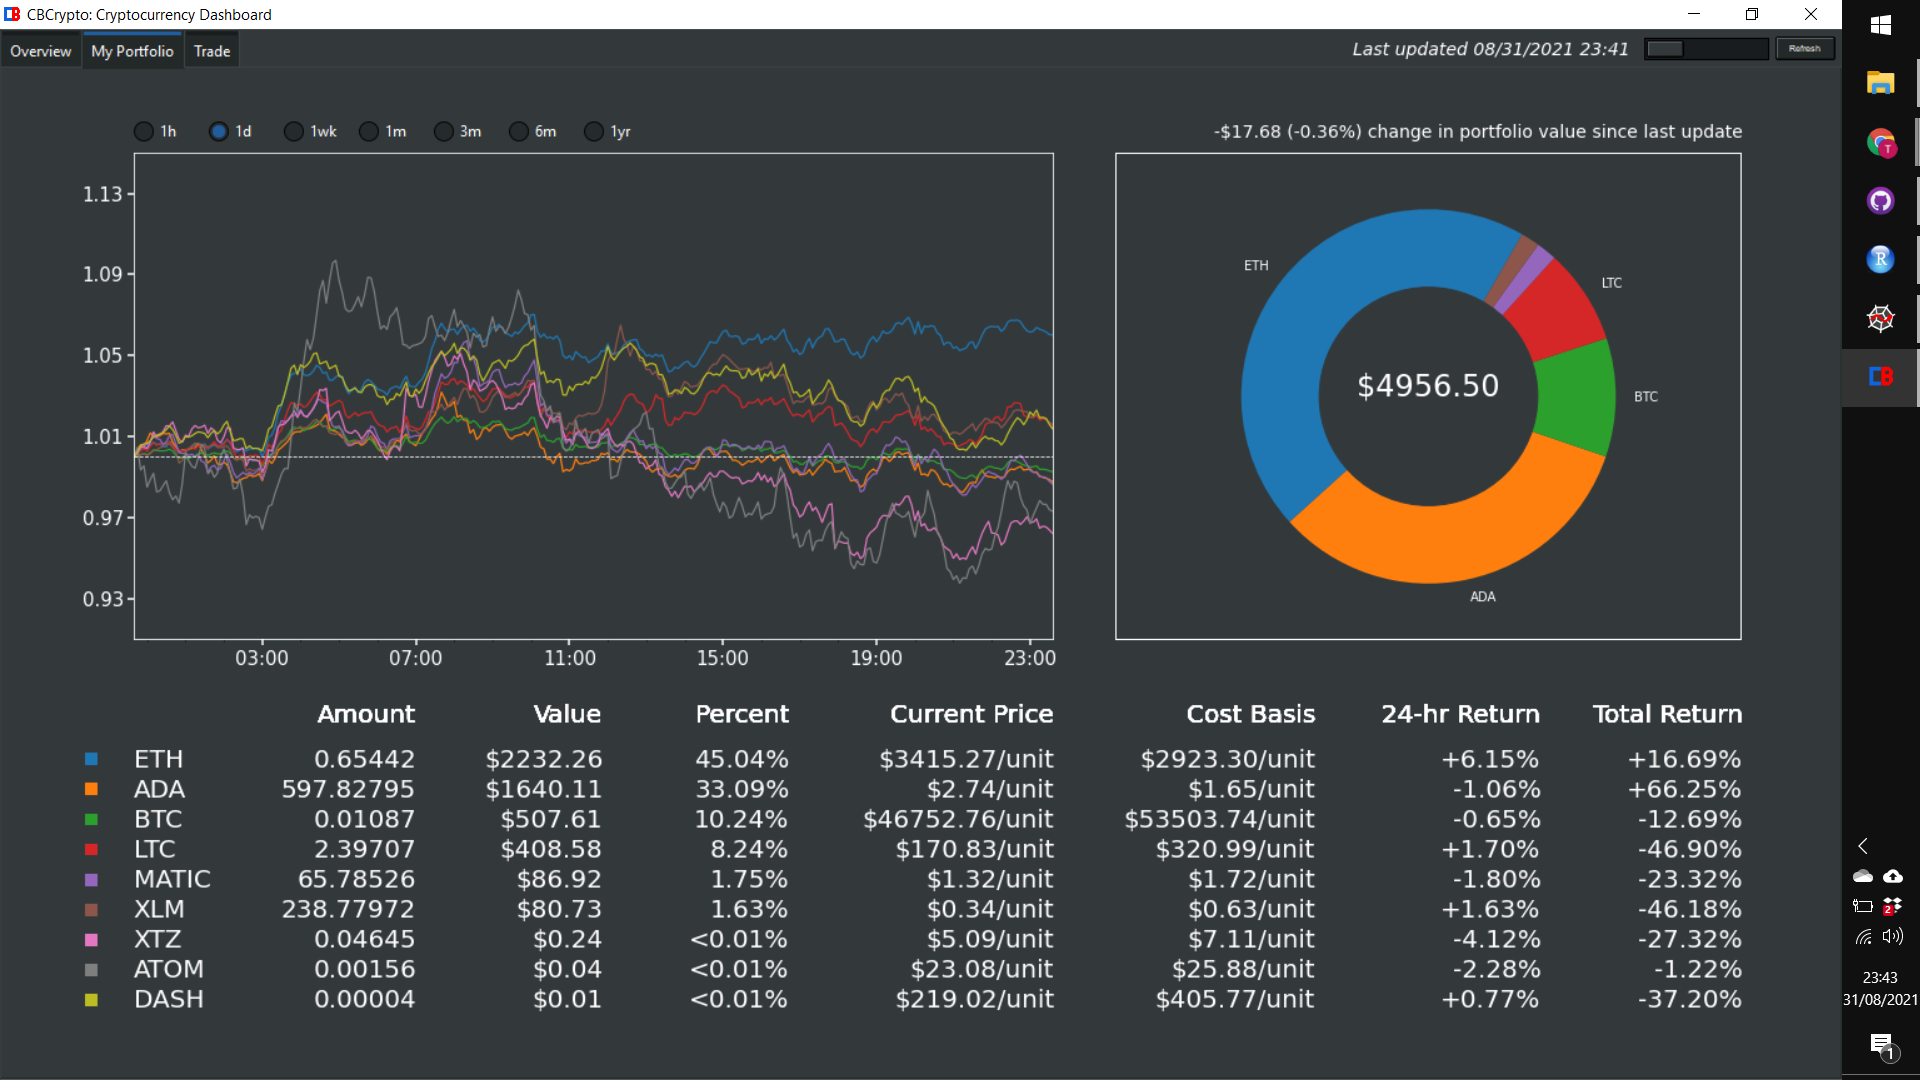 CBCrypto: Cryptocurrency Dashboard
Overview My Portfolio Trade
Last updated 08/31/2021 23:41 Refresh
1h 1d 1wk 1m 3m 6m 1yr
-$17.68 (-0.36%) change in portfolio value since last update
1.13
1.09
1.05
1.01
0.97
0.93
03:00 07:00 11:00 15:00 19:00 23:00
ETH
LTC
$4956.50
BTC
ADA
Amount Value Percent Current Price Cost Basis 24-hr Return Total Return
ETH 0.65442 $2232.26 45.04% $3415.27/unit $2923.30/unit +6.15% +16.69%
ADA 597.82795 $1640.11 33.09% $2.74/unit $1.65/unit -1.06% +66.25%
BTC 0.01087 $507.61 10.24% $46752.76/unit $53503.74/unit -0.65% -12.69%
LTC 2.39707 $408.58 8.24% $170.83/unit $320.99/unit +1.70% -46.90%
MATIC 65.78526 $86.92 1.75% $1.32/unit $1.72/unit -1.80% -23.32%
XLM 238.77972 $80.73 1.63% $0.34/unit $0.63/unit +1.63% -46.18%
XTZ 0.04645 $0.24 <0.01% $5.09/unit $7.11/unit -4.12% -27.32%
ATOM 0.00156 $0.04 <0.01% $23.08/unit $25.88/unit -2.28% -1.22%
DASH 0.00004 $0.01 <0.01% $219.02/unit $405.77/unit +0.77% -37.20%
T
R
CB
2
23:43
31/08/2021
1